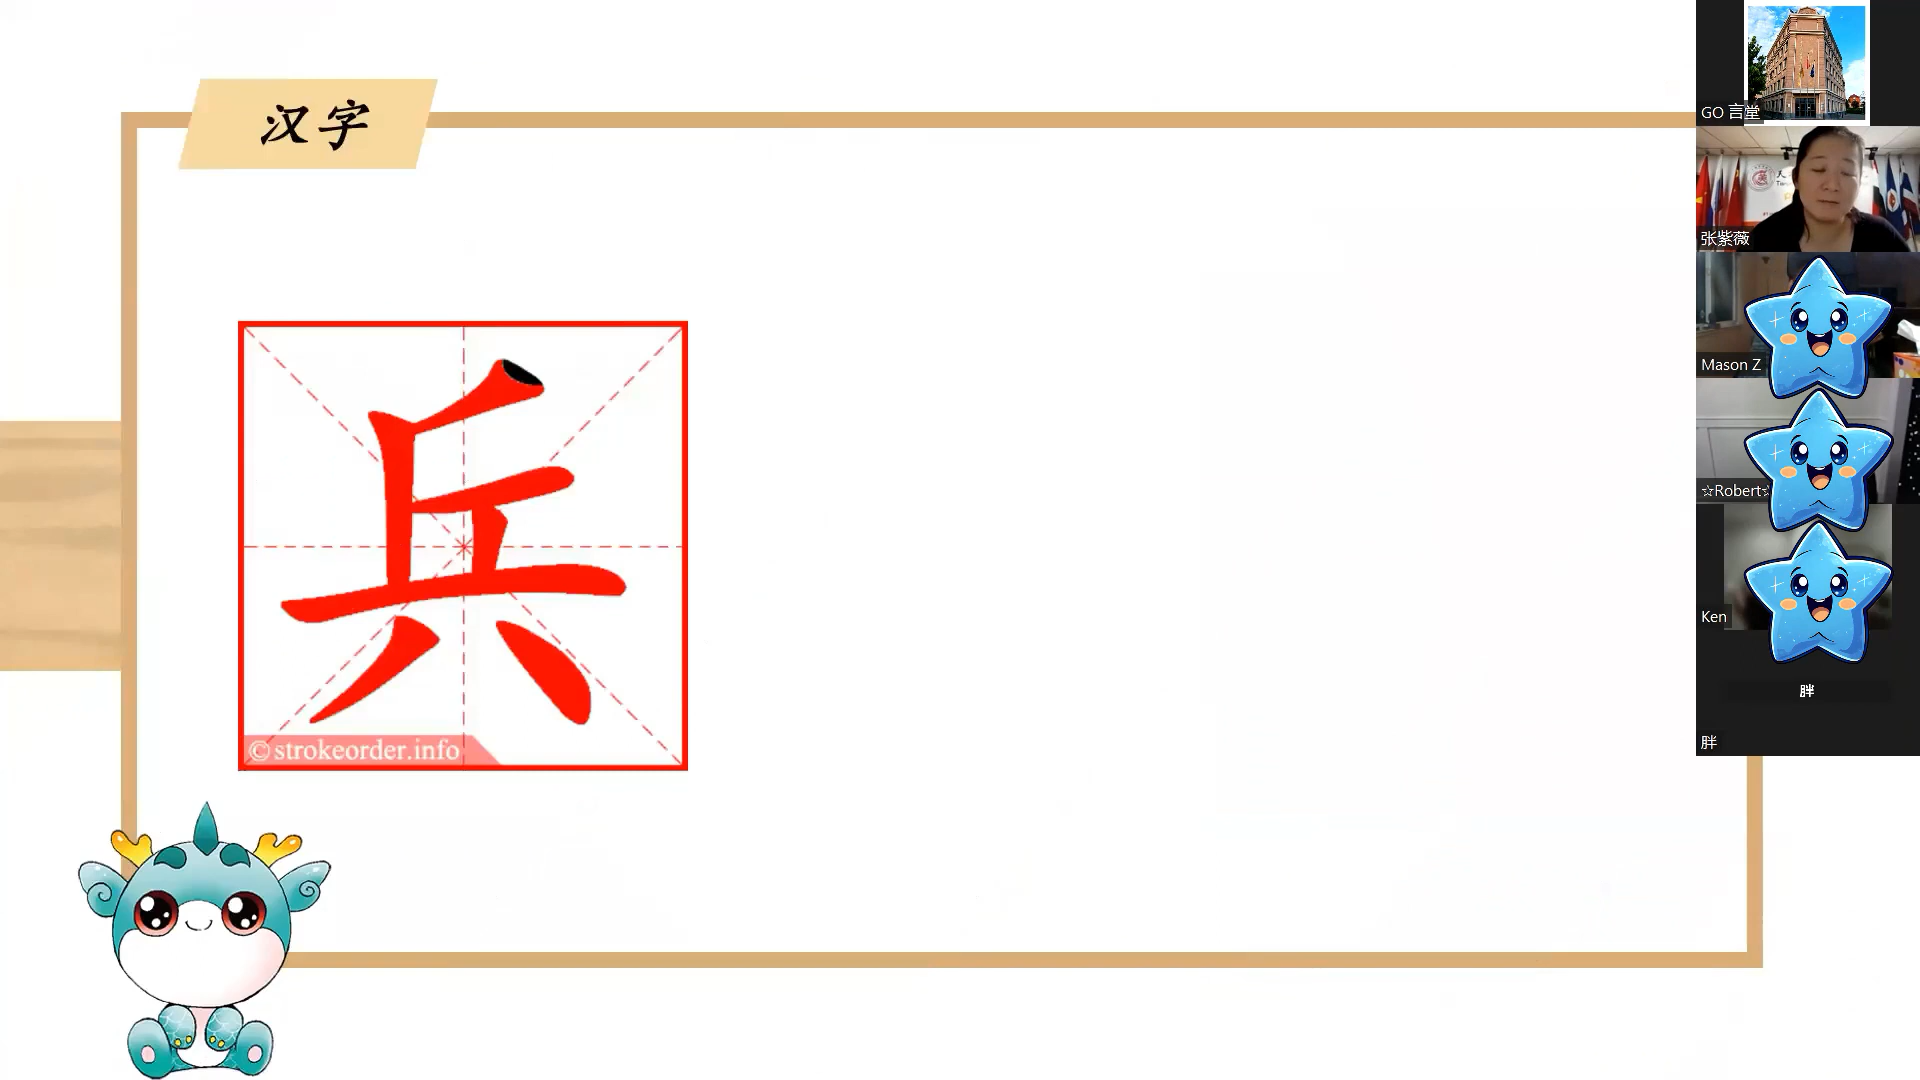 汉字
兵
©strokeorder.info
GO 言堂
张紫薇
Mason Z
☆Robert☆
Ken
胖
胖